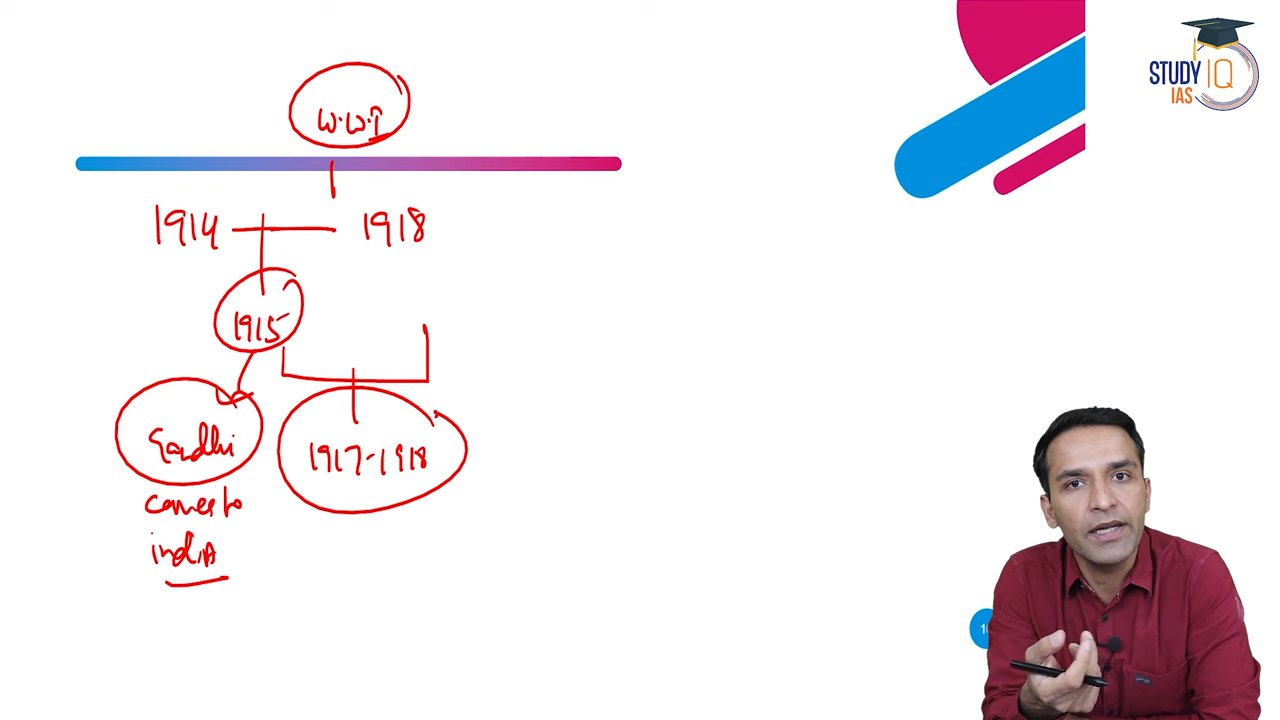 STUDY IQ
IAS
W.W.I
1914 1918
1915
Gandhi
comes to
indiA
1917-1918